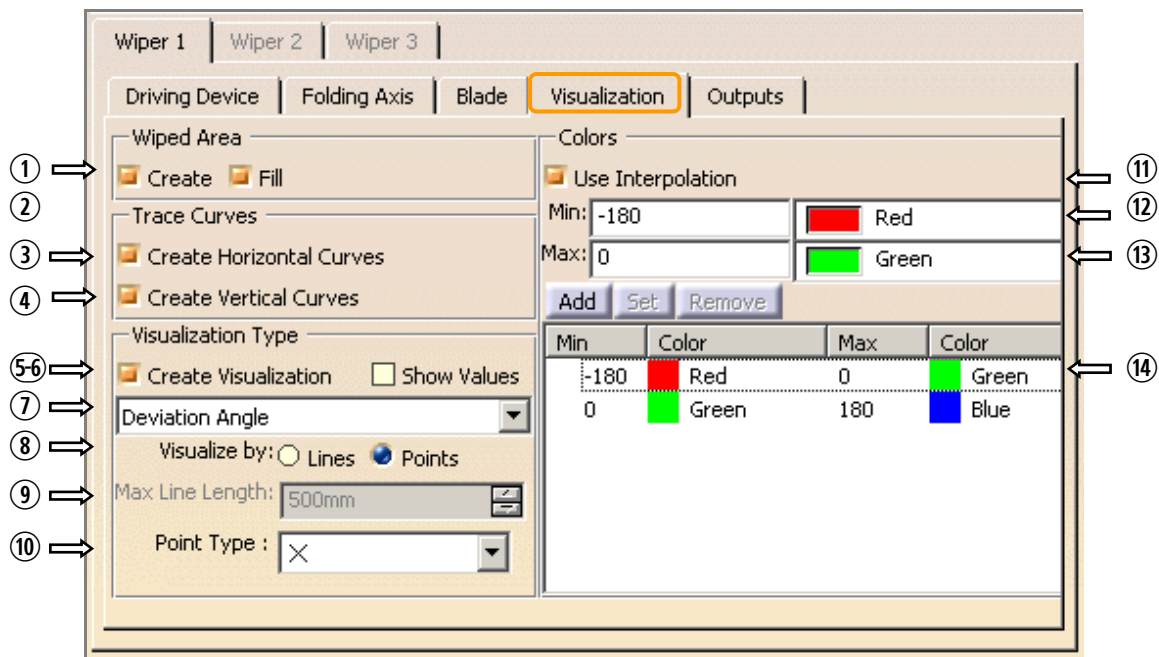 Wiper 1 Wiper 2 Wiper 3
Driving Device Folding Axis Blade Visualization Outputs
Wiped Area
① Create Fill
②
Trace Curves
③ Create Horizontal Curves
④ Create Vertical Curves
Visualization Type
⑤-⑥ Create Visualization Show Values
⑦ Deviation Angle
⑧ Visualize by: Lines Points
⑨ Max Line Length: 500mm
⑩ Point Type :
Colors
Use Interpolation ⑪
Min: -180 Red ⑫
Max: 0 Green ⑬
Add Set Remove
Min Color Max Color
-180 Red 0 Green ⑭
0 Green 180 Blue